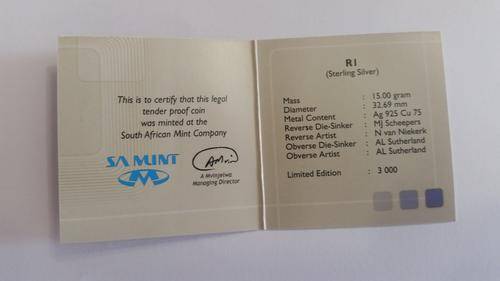 This is to certify that this legal
tender proof coin
was minted at the
South African Mint Company
SA MINT
A Mvinjelwa
Managing Director
R1
(Sterling Silver)
Mass : 15.00 gram
Diameter : 32.69 mm
Metal Content : Ag 925 Cu 75
Reverse Die-Sinker : MJ Scheepers
Reverse Artist : N van Niekerk
Obverse Die-Sinker : AL Sutherland
Obverse Artist : AL Sutherland
Limited Edition : 3 000